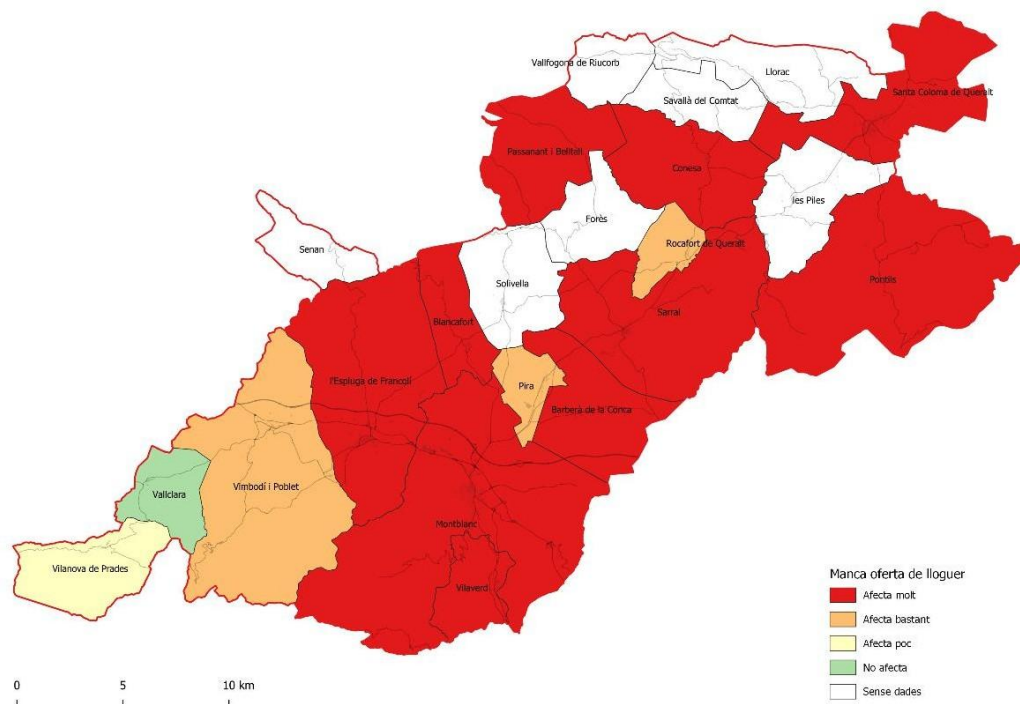 Vallfogona de Riucorb
Llorac
Savallà del Comtat
Santa Coloma de Queralt
Passanant i Belltall
Conesa
les Piles
Forès
Rocafort de Queralt
Senan
Pontils
Solivella
Sarral
Blancafort
l'Espluga de Francolí
Pira
Barberà de la Conca
Vallclara
Vimbodí i Poblet
Montblanc
Vilanova de Prades
Vilaverd
Manca oferta de lloguer
Afecta molt
Afecta bastant
Afecta poc
No afecta
Sense dades
0 5 10 km